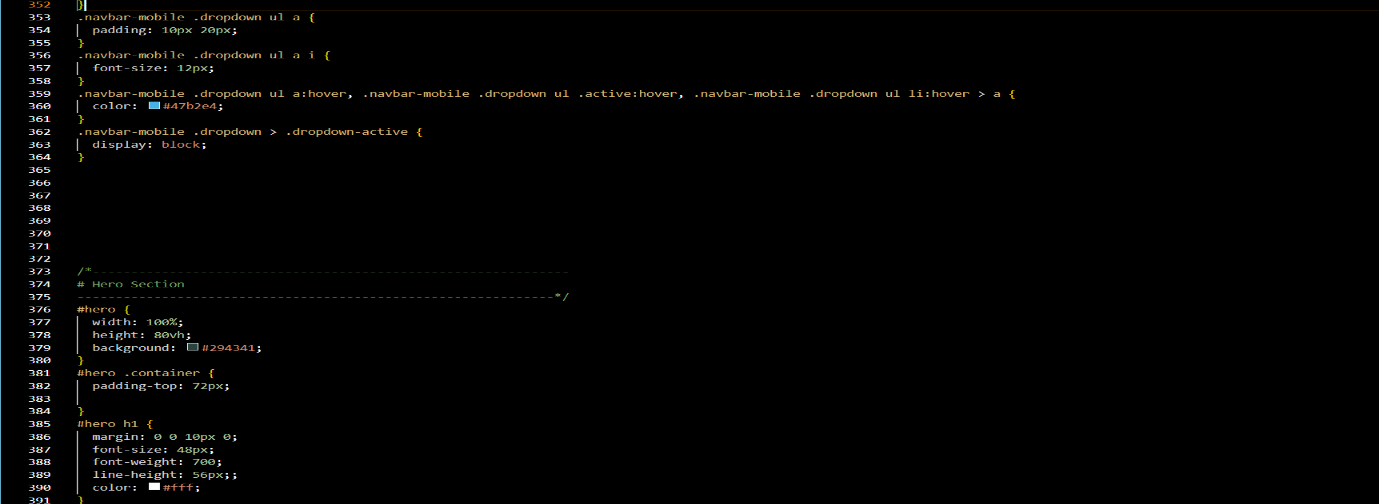 352 }
353 .navbar-mobile .dropdown ul a {
354 padding: 10px 20px;
355 }
356 .navbar-mobile .dropdown ul a i {
357 font-size: 12px;
358 }
359 .navbar-mobile .dropdown ul a:hover, .navbar-mobile .dropdown ul .active:hover, .navbar-mobile .dropdown ul li:hover > a {
360 color: #47b2e4;
361 }
362 .navbar-mobile .dropdown > .dropdown-active {
363 display: block;
364 }
365
366
367
368
369
370
371
372
373 /*--------------------------------------------------------------
374 # Hero Section
375 --------------------------------------------------------------*/
376 #hero {
377 width: 100%;
378 height: 80vh;
379 background: #294341;
380 }
381 #hero .container {
382 padding-top: 72px;
383
384 }
385 #hero h1 {
386 margin: 0 0 10px 0;
387 font-size: 48px;
388 font-weight: 700;
389 line-height: 56px;;
390 color: #fff;
391 }